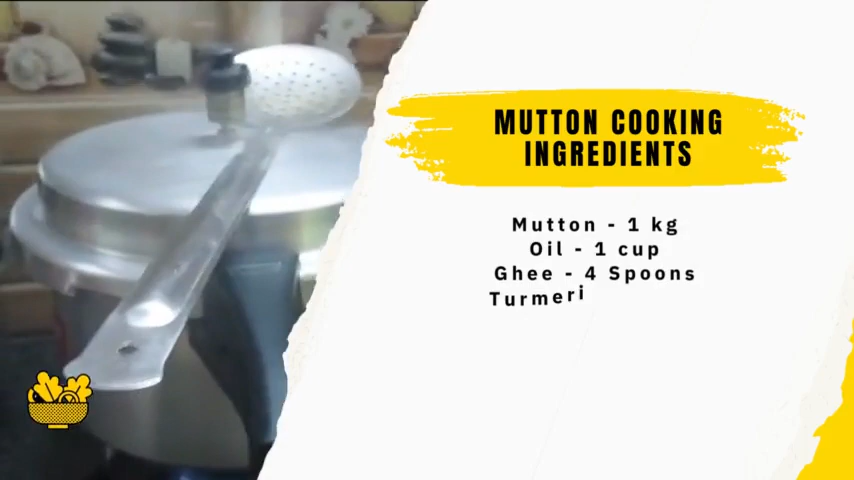 MUTTON COOKING
INGREDIENTS
Mutton - 1 kg
Oil - 1 cup
Ghee - 4 Spoons
Turmeri